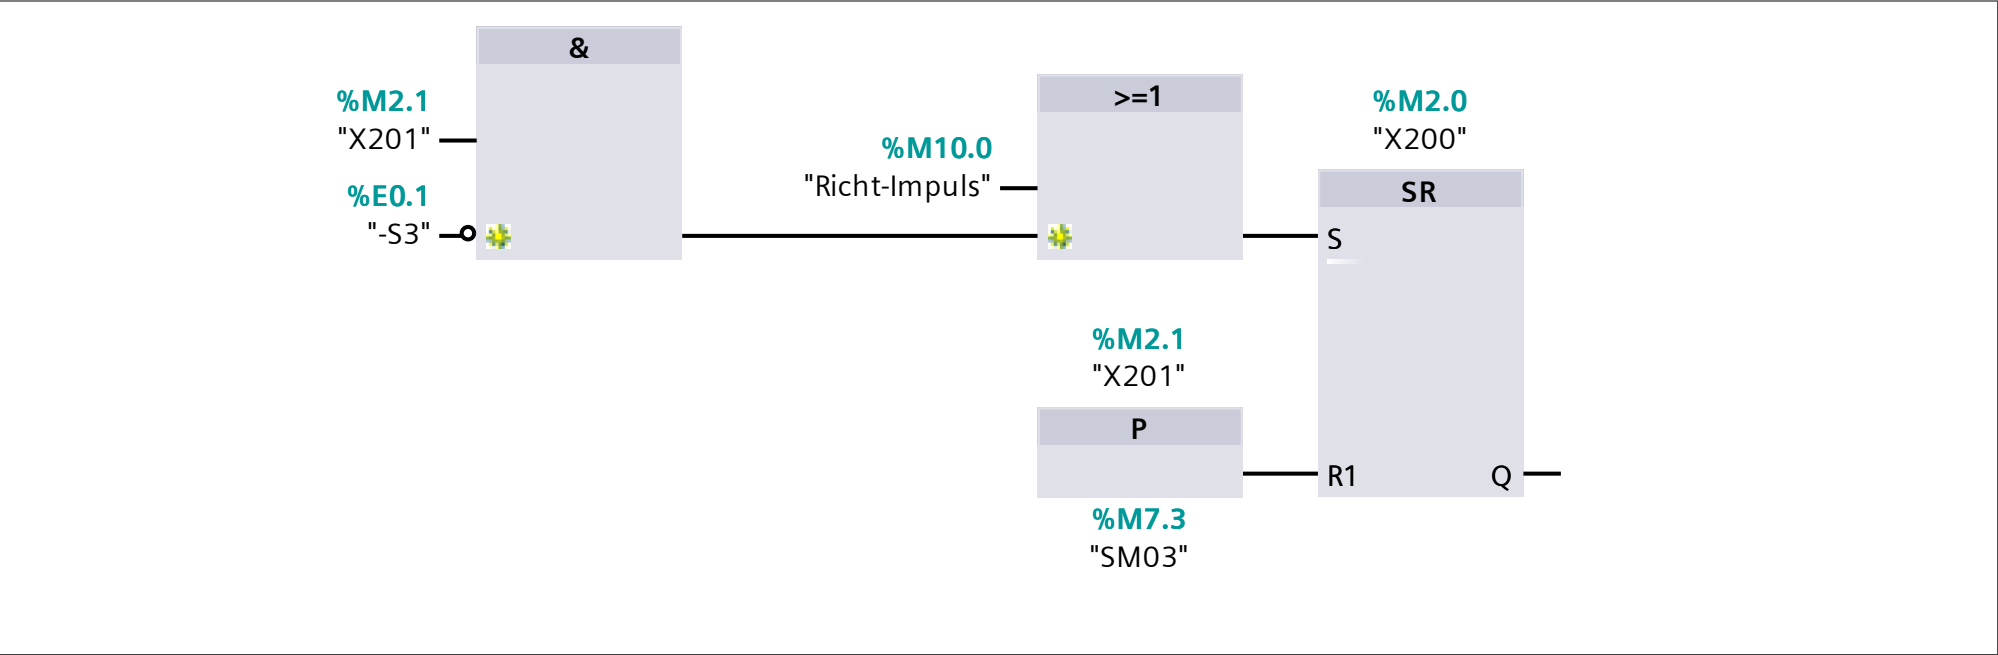 &
%M2.1
"X201"
%E0.1
"-S3"
>=1
%M10.0
"Richt-Impuls"
%M2.0
"X200"
SR
S
R1
Q
%M2.1
"X201"
P
%M7.3
"SM03"